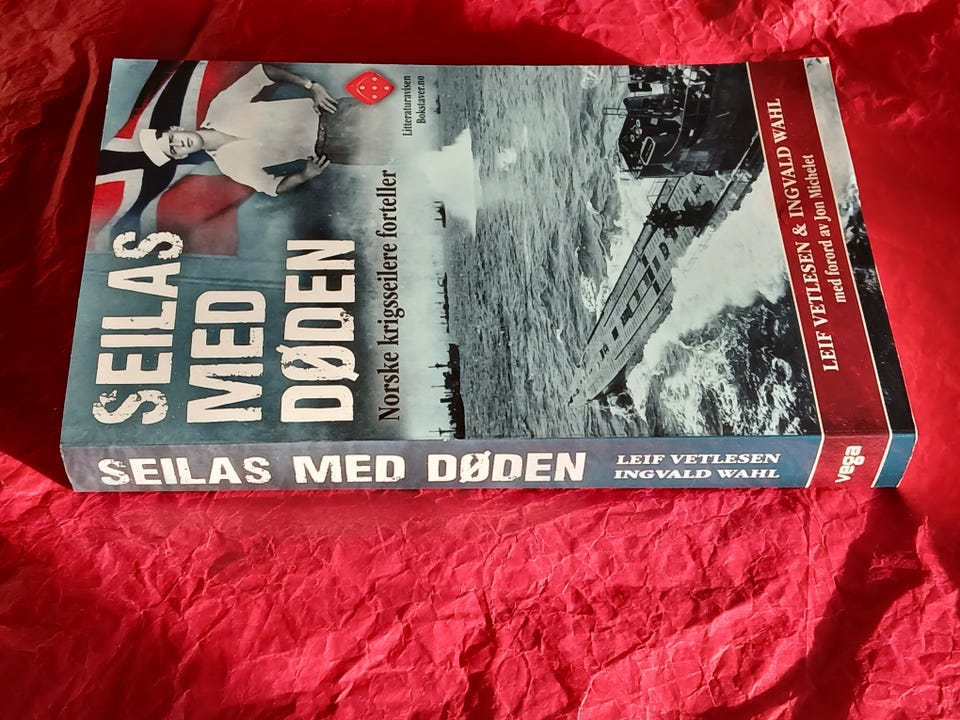 Litteraturavisen
Bokstaver.no
SEILAS
MED
DØDEN
Norske krigsseilere forteller
LEIF VETLESEN & INGVALD WAHL
med forord av Jon Michelet
SEILAS MED DØDEN
LEIF VETLESEN
INGVALD WAHL
vega